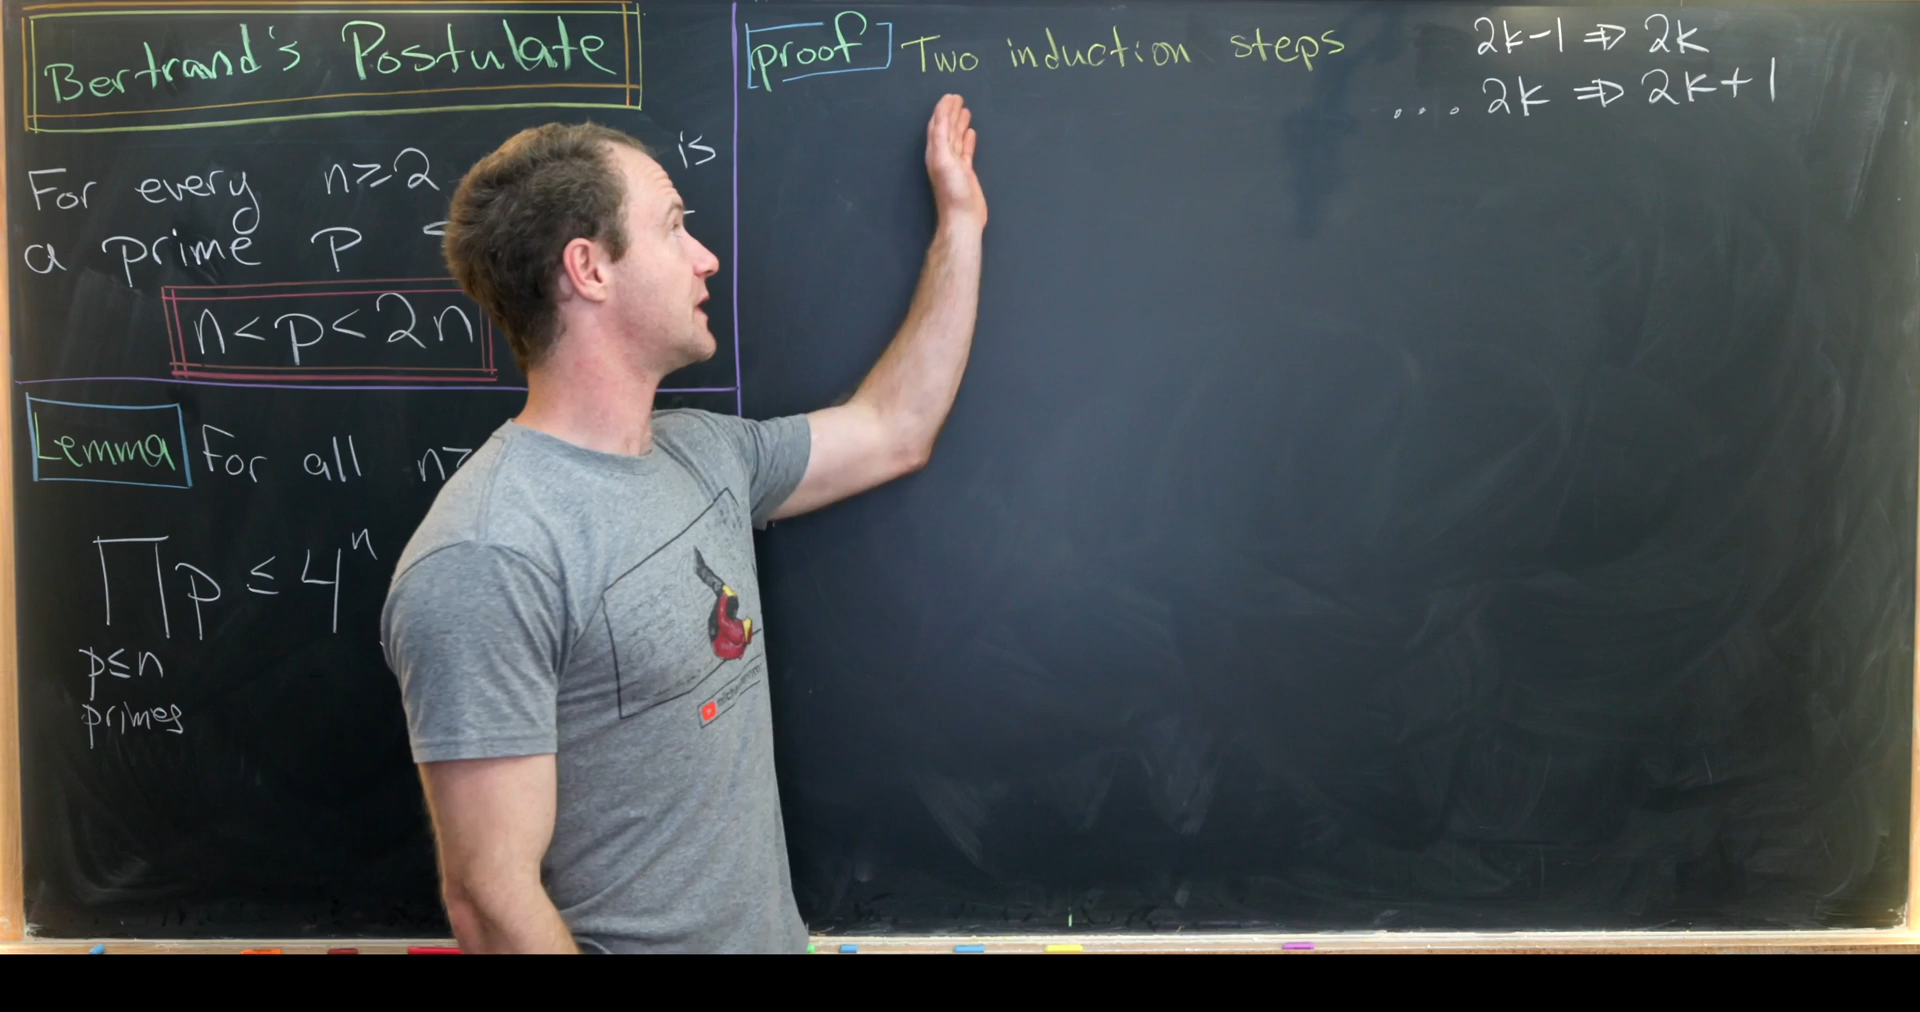 Bertrand's Postulate
For every n≥2 is
a prime p
n<p<2n
Lemma For all n≥
∏ p ≤ 4ⁿ
p≤n
primes
proof Two induction steps
2k-1 ⇒ 2k
... 2k ⇒ 2k+1